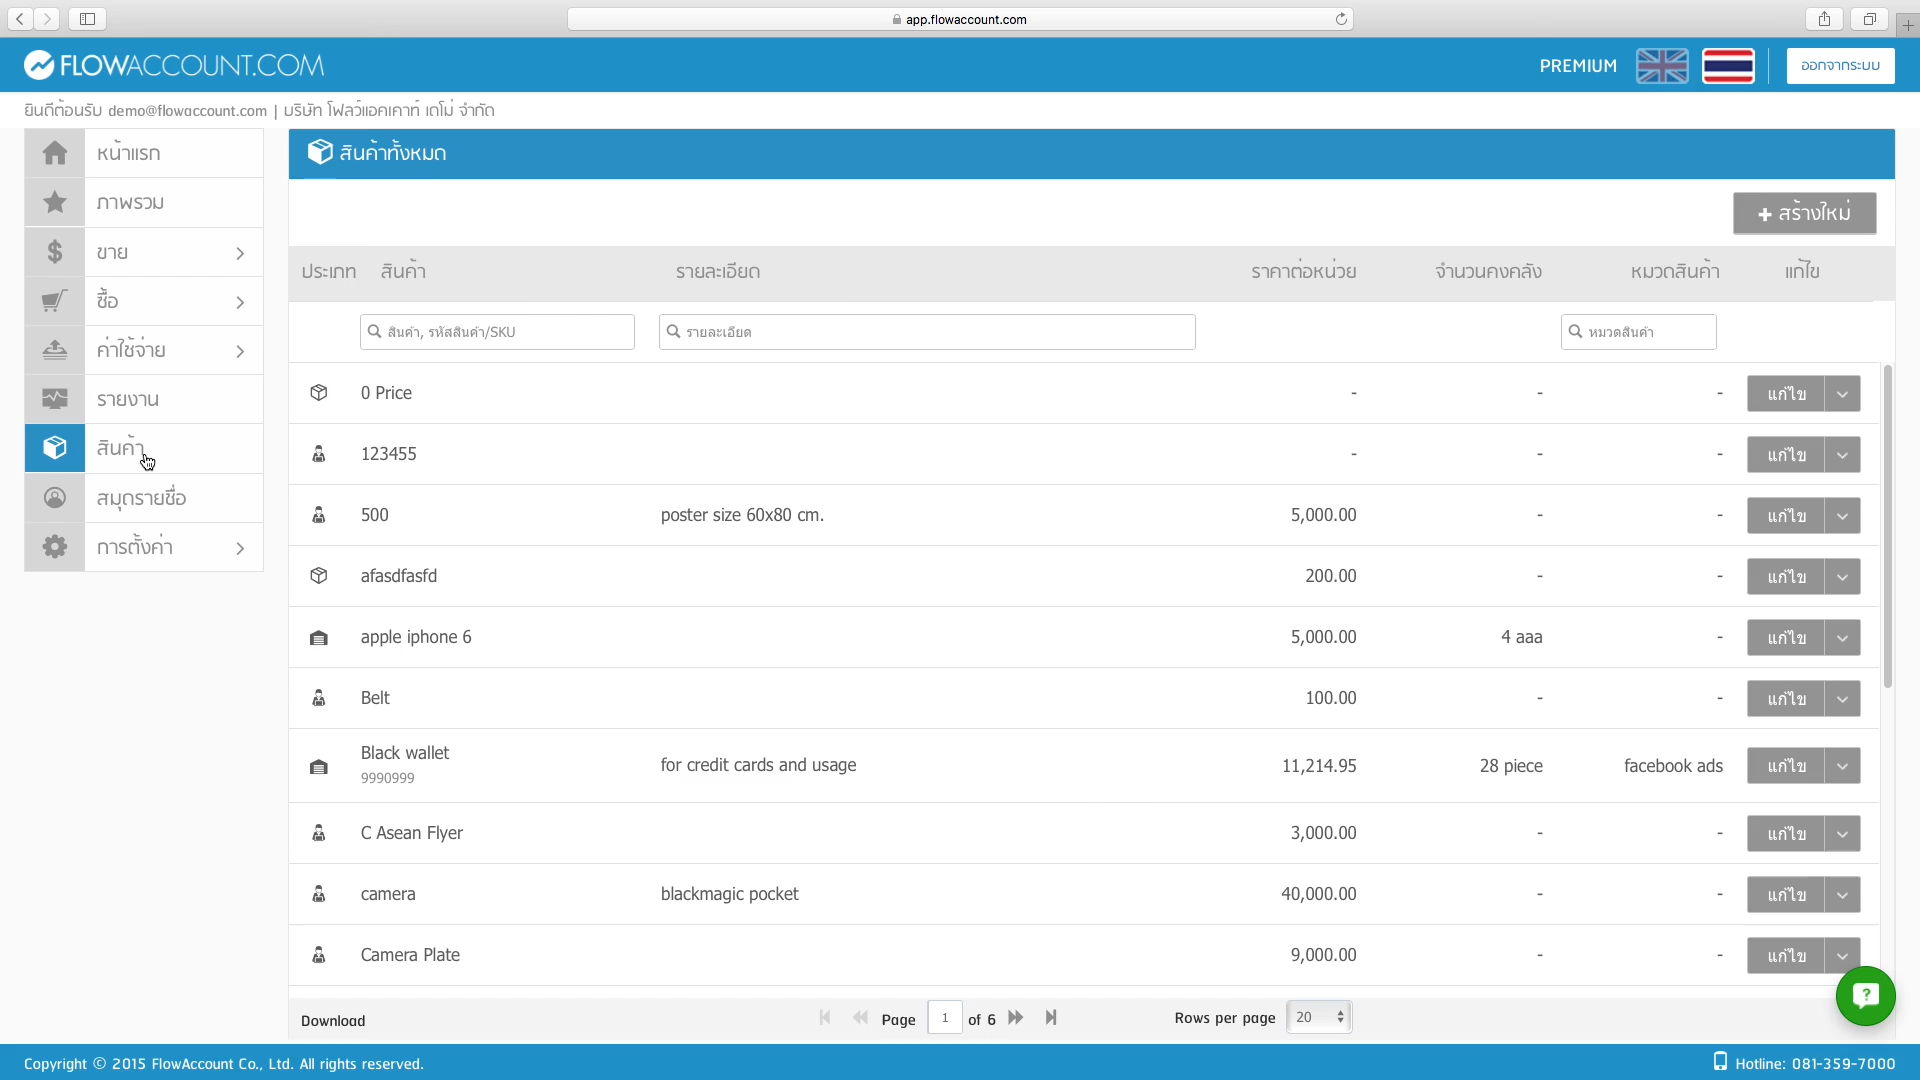 app.flowaccount.com
FLOWACCOUNT.COM
PREMIUM
ออกจากระบบ
ยินดีต้อนรับ demo@flowaccount.com | บริษัท โฟลว์แอคเคาท์ เดโม่ จำกัด
หน้าแรก
ภาพรวม
ขาย
ซื้อ
ค่าใช้จ่าย
รายงาน
สินค้า
สมุดรายชื่อ
การตั้งค่า
สินค้าทั้งหมด
+ สร้างใหม่
ประเภท สินค้า รายละเอียด ราคาต่อหน่วย จำนวนคงคลัง หมวดสินค้า แก้ไข
สินค้า, รหัสสินค้า/SKU รายละเอียด หมวดสินค้า
0 Price - - - แก้ไข
123455 - - - แก้ไข
500 poster size 60x80 cm. 5,000.00 - - แก้ไข
afasdfasfd 200.00 - - แก้ไข
apple iphone 6 5,000.00 4 aaa - แก้ไข
Belt 100.00 - - แก้ไข
Black wallet for credit cards and usage 11,214.95 28 piece facebook ads แก้ไข
9990999
C Asean Flyer 3,000.00 - - แก้ไข
camera blackmagic pocket 40,000.00 - - แก้ไข
Camera Plate 9,000.00 - - แก้ไข
Download Page 1 of 6 Rows per page 20
Copyright © 2015 FlowAccount Co., Ltd. All rights reserved. Hotline: 081-359-7000